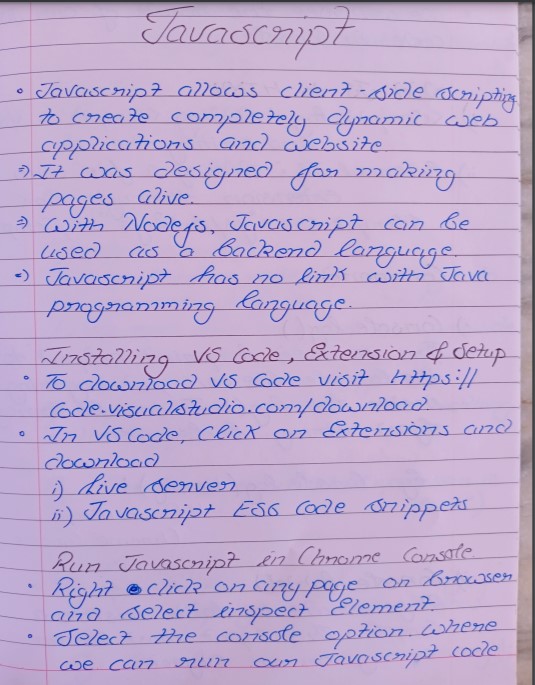 Javascript
• Javascript allows client-side scripting
to create completely dynamic web
applications and website
⇒ It was designed for making
pages alive.
⇒ With Nodejs, Javascript can be
used as a backend language.
⇒ Javascript has no link with Java
programming language.
Installing VS Code, Extension & Setup
• To download VS Code visit https://
code.visualstudio.com/download.
• In VS Code, Click on Extensions and
download
i) Live server
ii) Javascript ES6 Code snippets
Run Javascript in Chrome Console
• Right click on any page on browser
and select inspect Element.
• Select the console option where
we can run our Javascript code